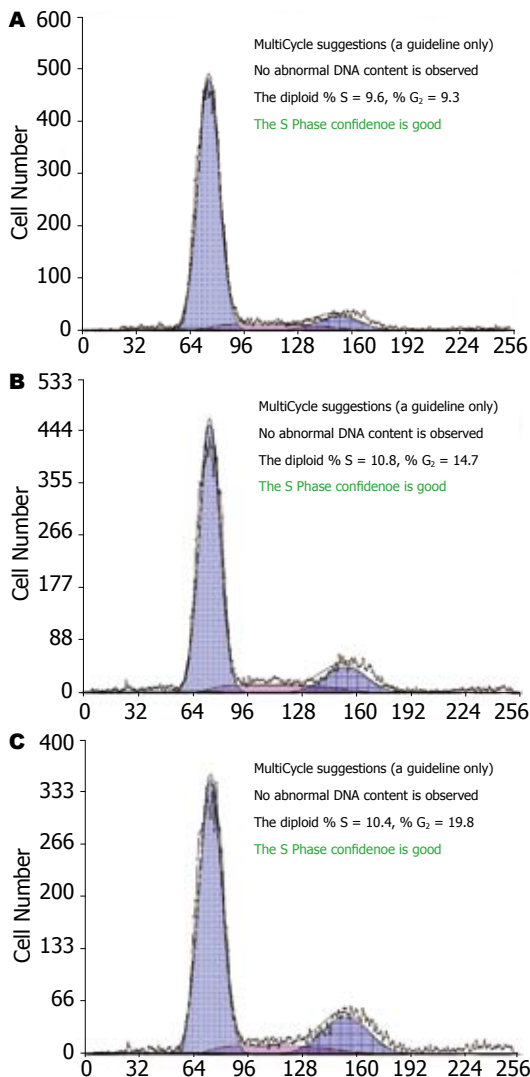 A
600
500
400
300
200
100
0
Cell Number
MultiCycle suggestions (a guideline only)
No abnormal DNA content is observed
The diploid % S = 9.6, % G₂ = 9.3
The S Phase confidenoe is good
0 32 64 96 128 160 192 224 256
B
533
444
355
266
177
88
0
Cell Number
MultiCycle suggestions (a guideline only)
No abnormal DNA content is observed
The diploid % S = 10.8, % G₂ = 14.7
The S Phase confidenoe is good
0 32 64 96 128 160 192 224 256
C
400
333
266
200
133
66
0
Cell Number
MultiCycle suggestions (a guideline only)
No abnormal DNA content is observed
The diploid % S = 10.4, % G₂ = 19.8
The S Phase confidenoe is good
0 32 64 96 128 160 192 224 256